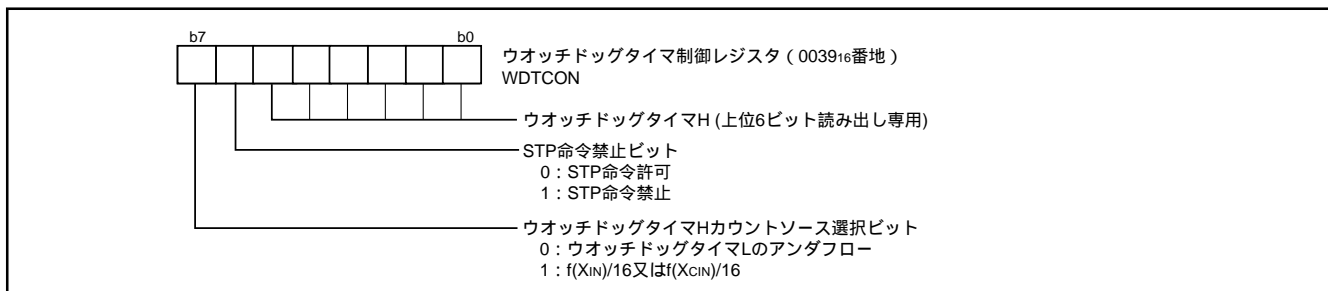 b7 b0
ウオッチドッグタイマ制御レジスタ（003916番地）
WDTCON
ウオッチドッグタイマH (上位6ビット読み出し専用)
STP命令禁止ビット
0：STP命令許可
1：STP命令禁止
ウオッチドッグタイマHカウントソース選択ビット
0：ウオッチドッグタイマLのアンダフロー
1：f(XIN)/16又はf(XCIN)/16